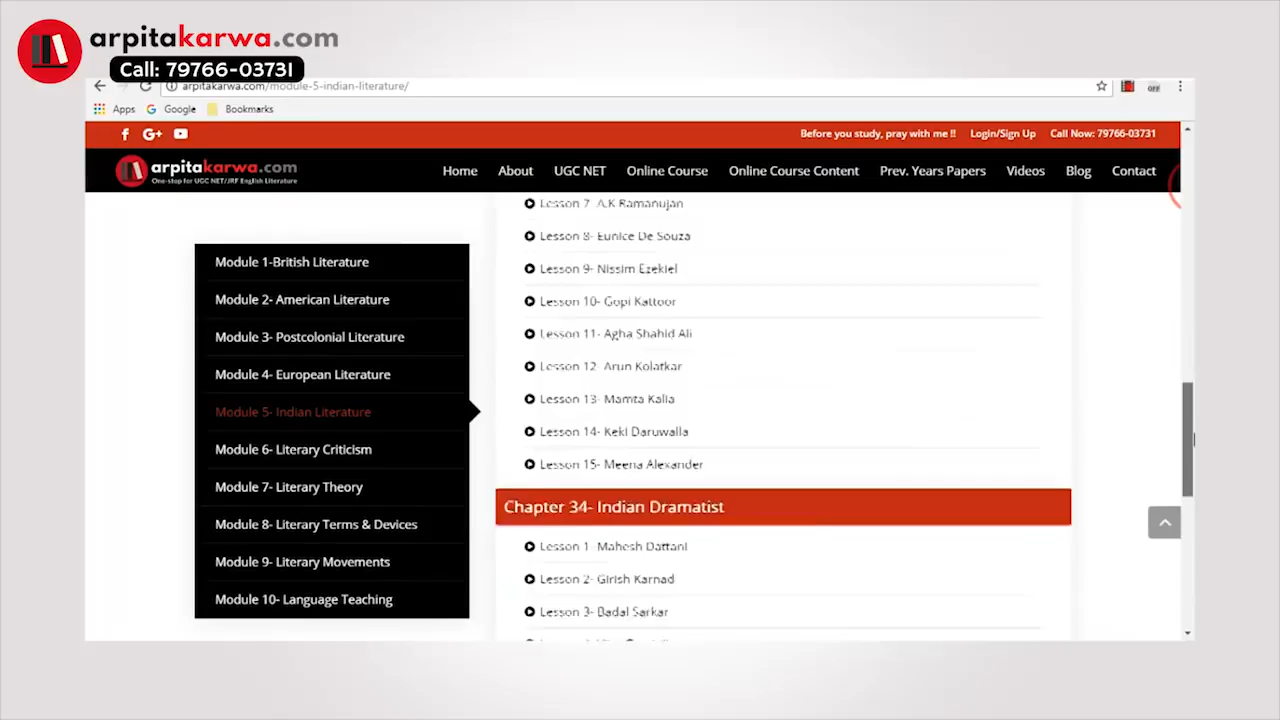 arpitakarwa.com
Call: 79766-03731
arpitakarwa.com/module-5-indian-literature/
Apps Google Bookmarks
Before you study, pray with me !! Login/Sign Up Call Now: 79766-03731
arpitakarwa.com
One-stop for UGC NET/JRF English Literature
Home About UGC NET Online Course Online Course Content Prev. Years Papers Videos Blog Contact
Module 1-British Literature
Module 2- American Literature
Module 3- Postcolonial Literature
Module 4- European Literature
Module 5- Indian Literature
Module 6- Literary Criticism
Module 7- Literary Theory
Module 8- Literary Terms & Devices
Module 9- Literary Movements
Module 10- Language Teaching
Lesson 7- A.K Ramanujan
Lesson 8- Eunice De Souza
Lesson 9- Nissim Ezekiel
Lesson 10- Gopi Kattoor
Lesson 11- Agha Shahid Ali
Lesson 12- Arun Kolatkar
Lesson 13- Mamta Kalia
Lesson 14- Keki Daruwalla
Lesson 15- Meena Alexander
Chapter 34- Indian Dramatist
Lesson 1- Mahesh Dattani
Lesson 2- Girish Karnad
Lesson 3- Badal Sarkar